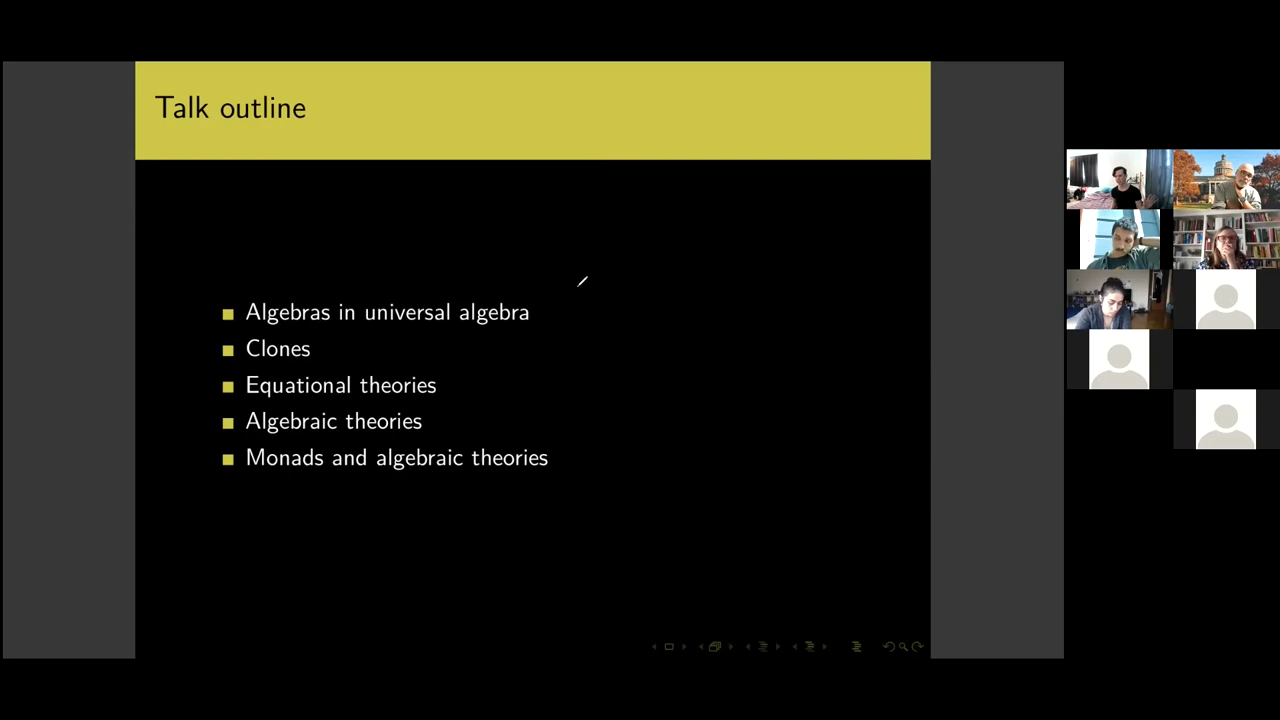 Talk outline
Algebras in universal algebra
Clones
Equational theories
Algebraic theories
Monads and algebraic theories